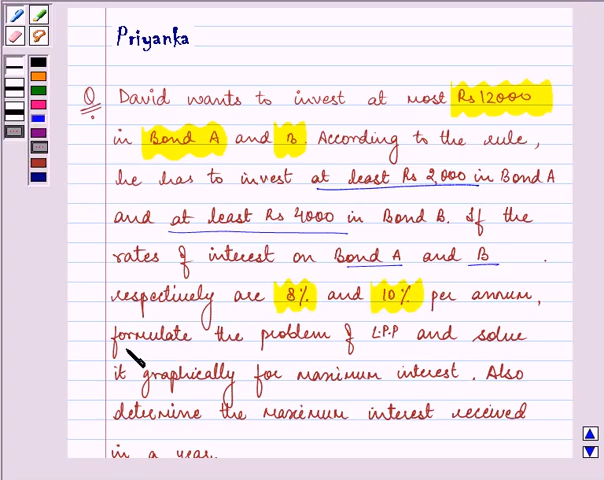 Priyanka
Q David wants to invest at most Rs 12000
in Bond A and B. According to the rule,
he has to invest at least Rs 2,000 in Bond A
and at least Rs 4000 in Bond B. If the
rates of interest on Bond A and B .
respectively are 8% and 10% per annum,
formulate the problem of L.P.P and solve
it graphically for maximum interest. Also
determine the maximum interest received
in a year.